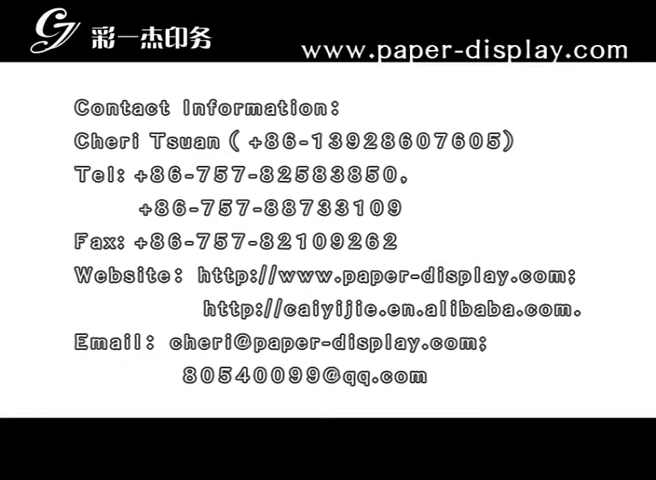 彩一杰印务
www.paper-display.com
Contact Information:
Cheri Tsuan ( +86-13928607605)
Tel: +86-757-82583850,
+86-757-88733109
Fax: +86-757-82109262
Website: http://www.paper-display.com;
http://caiyijie.en.alibaba.com.
Email: cheri@paper-display.com;
80540099@qq.com